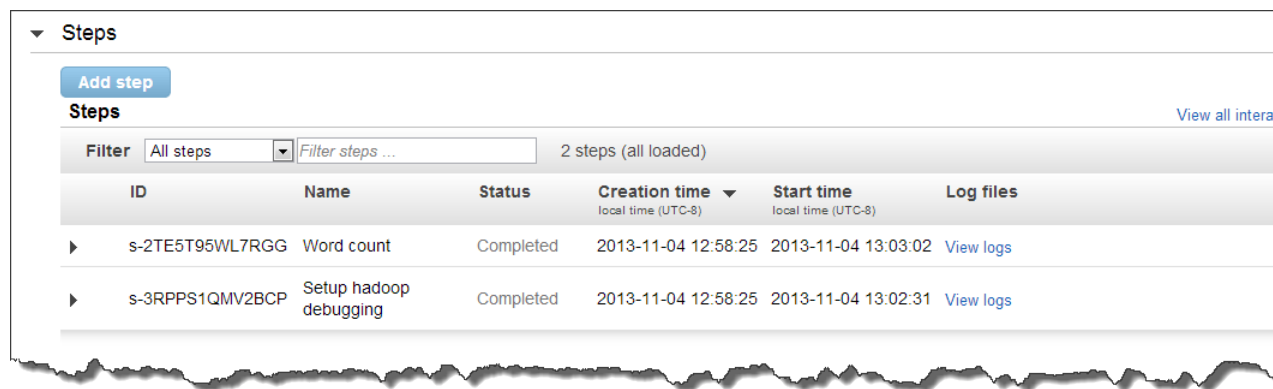 Steps
Add step
Steps
View all intera
Filter All steps Filter steps ... 2 steps (all loaded)
ID Name Status Creation time Start time Log files
local time (UTC-8) local time (UTC-8)
s-2TE5T95WL7RGG Word count Completed 2013-11-04 12:58:25 2013-11-04 13:03:02 View logs
s-3RPPS1QMV2BCP Setup hadoop debugging Completed 2013-11-04 12:58:25 2013-11-04 13:02:31 View logs